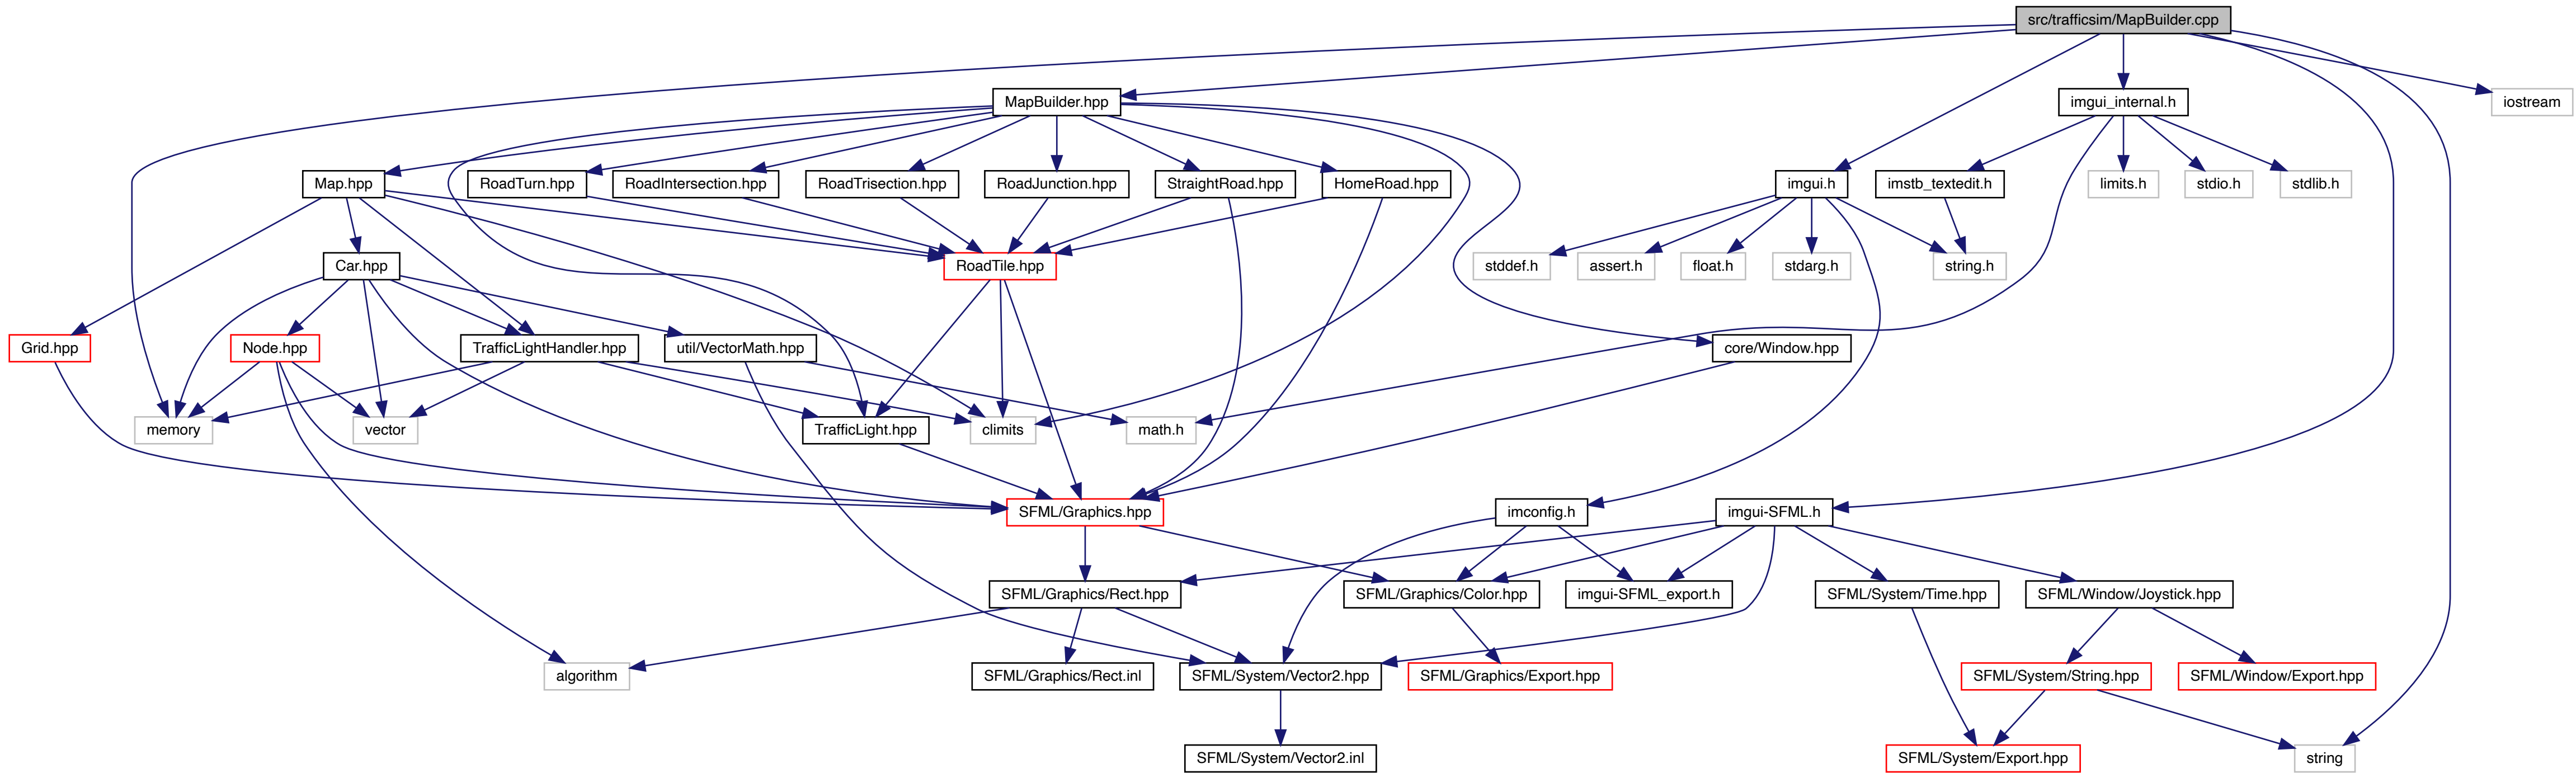 src/trafficsim/MapBuilder.cpp
MapBuilder.hpp
imgui_internal.h
iostream
Map.hpp
RoadTurn.hpp
RoadIntersection.hpp
RoadTrisection.hpp
RoadJunction.hpp
StraightRoad.hpp
HomeRoad.hpp
imgui.h
imstb_textedit.h
limits.h
stdio.h
stdlib.h
Car.hpp
RoadTile.hpp
stddef.h
assert.h
float.h
stdarg.h
string.h
Grid.hpp
Node.hpp
TrafficLightHandler.hpp
util/VectorMath.hpp
core/Window.hpp
memory
vector
TrafficLight.hpp
climits
math.h
SFML/Graphics.hpp
imconfig.h
imgui-SFML.h
SFML/Graphics/Rect.hpp
SFML/Graphics/Color.hpp
imgui-SFML_export.h
SFML/System/Time.hpp
SFML/Window/Joystick.hpp
algorithm
SFML/Graphics/Rect.inl
SFML/System/Vector2.hpp
SFML/Graphics/Export.hpp
SFML/System/String.hpp
SFML/Window/Export.hpp
SFML/System/Vector2.inl
SFML/System/Export.hpp
string